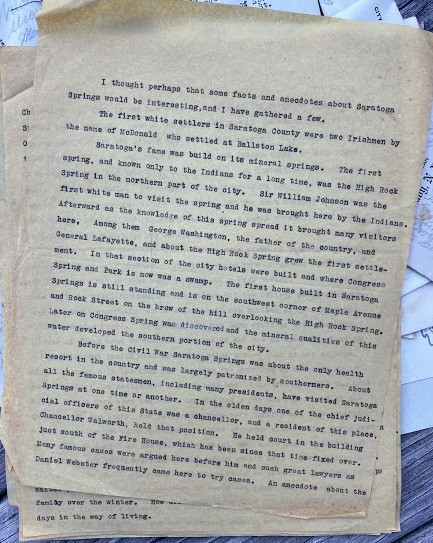 I thought perhaps that some facts and anecdotes about Saratoga
Springs would be interesting,and I have gathered a few.
The first white settlers in Saratoga County were two Irishmen by
the name of McDonald who settled at Ballston Lake.
Saratoga's fams was build on its mineral springs. The first
spring, and known only to the Indians for a long time, was the High Rock
Spring in the northern part of the city. Sir William Johnson was the
first white man to visit the spring and he was brought here by the Indians.
Afterward as the knowledge of this spring spread it brought many visitors
here. Among them George Washington, the father of the country, and
General Lafayette, and about the High Rock Spring grew the first settle-
ment. In that section of the city hotels were built and where Congress
Spring and Park is now was a swamp. The first house built in Saratoga
Springs is still standing and is on the southwest corner of Maple Avenue
and Rock Street on the brow of the hill overlooking the High Rock Spring.
Later on Congress Spring was discovered and the mineral qualities of this
water developed the southern portion of the city.
Before the Civil War Saratoga Springs was about the only health
resort in the country and was largely patronized by southerners. About
all the famous statesmen, including many presidents, have visited Saratoga
Springs at one time or another. In the olden days one of the chief judi-
cial officers of this State was a chancellor, and a resident of this place,
Chancellor Walworth, held that position. He held court in the building
just south of the Fire House, which has been since that time fixed over.
Many famous cases were argued here before him and such great lawyers as
Daniel Webster frequently came here to try cases. An anecdote about the
family over the winter. How
days in the way of living.